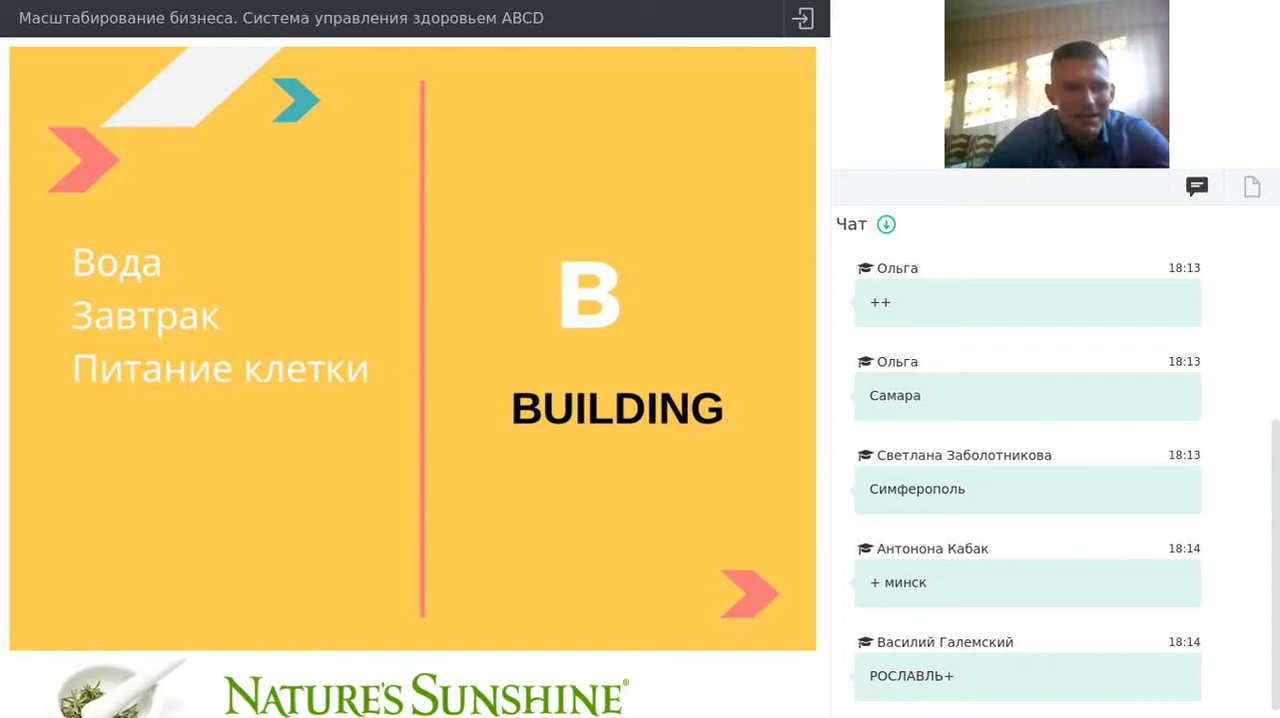 Масштабирование бизнеса. Система управления здоровьем ABCD
Вода
Завтрак
Питание клетки
B
BUILDING
NATURE'S SUNSHINE®
Чат
Ольга 18:13
++
Ольга 18:13
Самара
Светлана Заболотникова 18:13
Симферополь
Антонона Кабак 18:14
+ минск
Василий Галемский 18:14
РОСЛАВЛЬ+